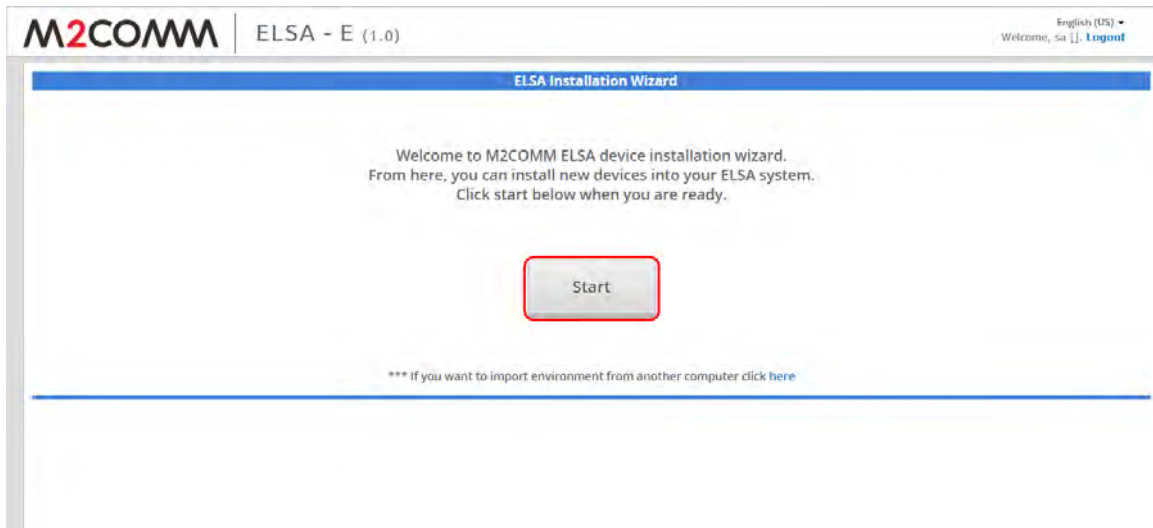 M2COMM ELSA - E (1.0)
English (US)
Welcome, sa []. Logout
ELSA Installation Wizard
Welcome to M2COMM ELSA device installation wizard.
From here, you can install new devices into your ELSA system.
Click start below when you are ready.
Start
*** If you want to import environment from another computer click here